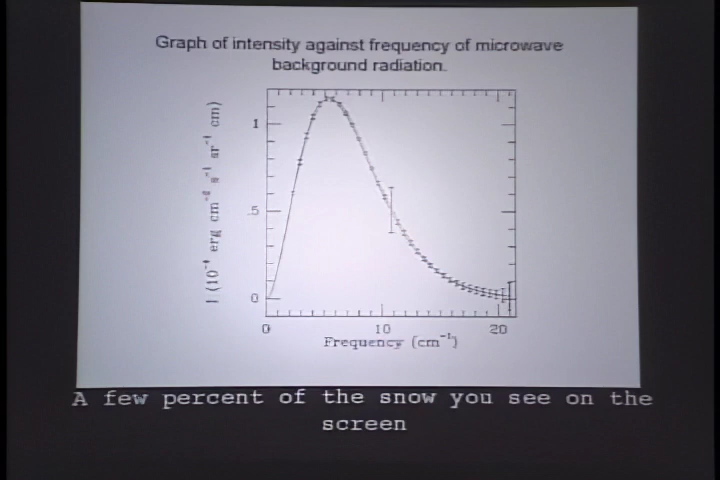 Graph of intensity against frequency of microwave
background radiation.
I (10⁻⁴ erg cm⁻² s⁻¹ sr⁻¹ cm)
1
.5
0
0 10 20
Frequency (cm⁻¹)
A few percent of the snow you see on the
screen